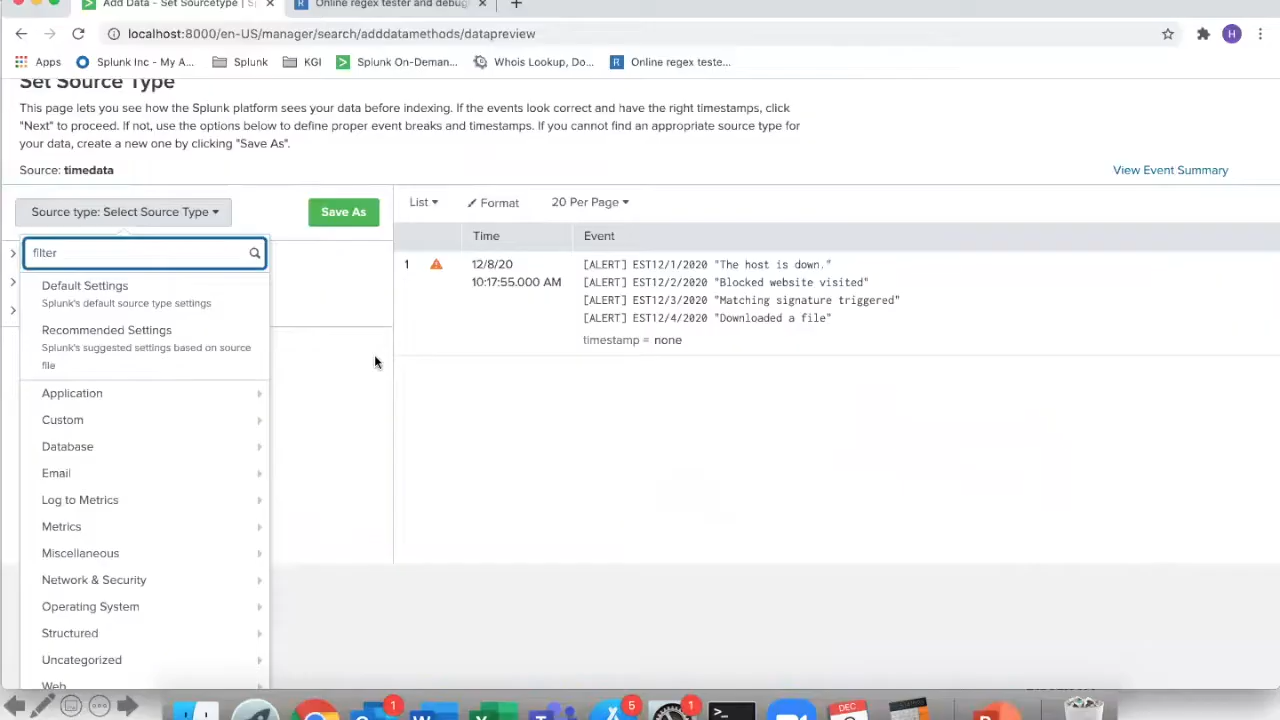 Add Data - Set Sourcetype | S
Online regex tester and debug
localhost:8000/en-US/manager/search/adddatamethods/datapreview
H
Apps
Splunk Inc - My A...
Splunk
KGI
Splunk On-Deman...
Whois Lookup, Do...
Online regex teste...
Set Source Type
This page lets you see how the Splunk platform sees your data before indexing. If the events look correct and have the right timestamps, click
"Next" to proceed. If not, use the options below to define proper event breaks and timestamps. If you cannot find an appropriate source type for
your data, create a new one by clicking "Save As".
Source: timedata
View Event Summary
Source type: Select Source Type
Save As
List
Format
20 Per Page
filter
Time
Event
1
12/8/20
10:17:55.000 AM
[ALERT] EST12/1/2020 "The host is down."
[ALERT] EST12/2/2020 "Blocked website visited"
[ALERT] EST12/3/2020 "Matching signature triggered"
[ALERT] EST12/4/2020 "Downloaded a file"
timestamp = none
Default Settings
Splunk's default source type settings
Recommended Settings
Splunk's suggested settings based on source
file
Application
Custom
Database
Email
Log to Metrics
Metrics
Miscellaneous
Network & Security
Operating System
Structured
Uncategorized
Web
1
5
1
DEC